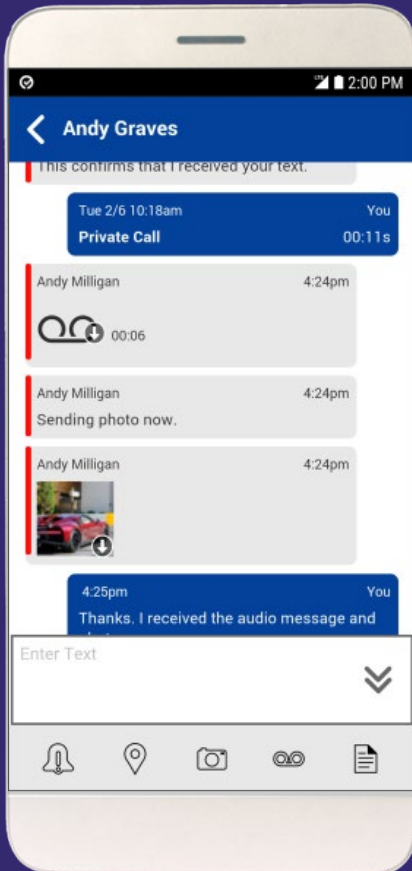 LTE 2:00 PM
Andy Graves
This confirms that I received your text.
Tue 2/6 10:18am You
Private Call 00:11s
Andy Milligan 4:24pm
00:06
Andy Milligan 4:24pm
Sending photo now.
Andy Milligan 4:24pm
4:25pm You
Thanks. I received the audio message and
Enter Text